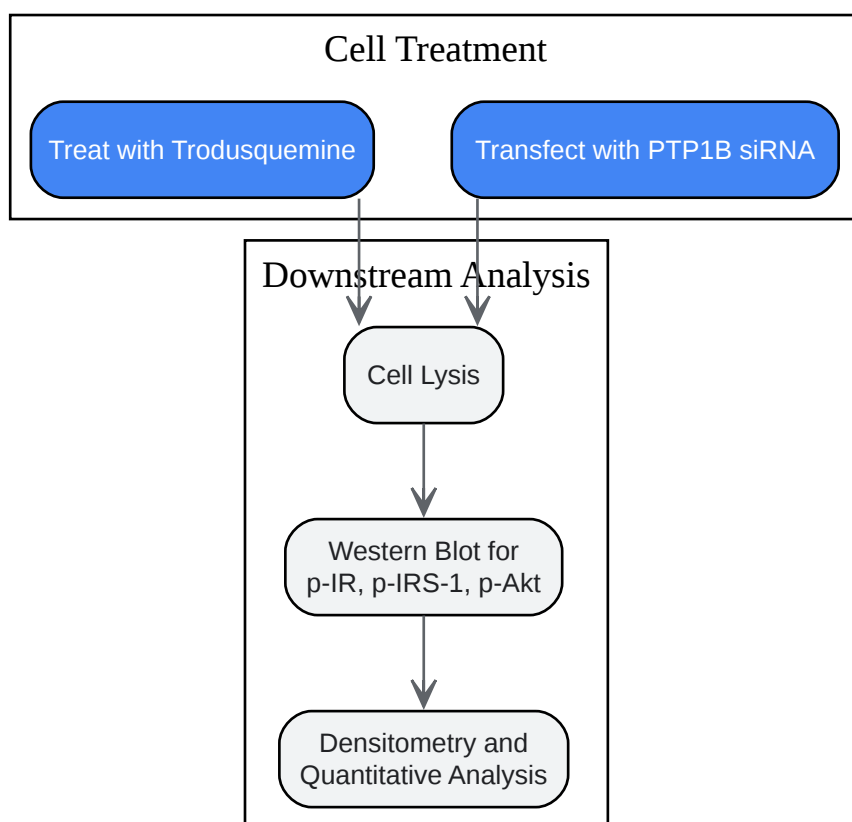 Cell Treatment
Treat with Trodusquemine
Transfect with PTP1B siRNA
Downstream Analysis
Cell Lysis
Western Blot for
p-IR, p-IRS-1, p-Akt
Densitometry and
Quantitative Analysis